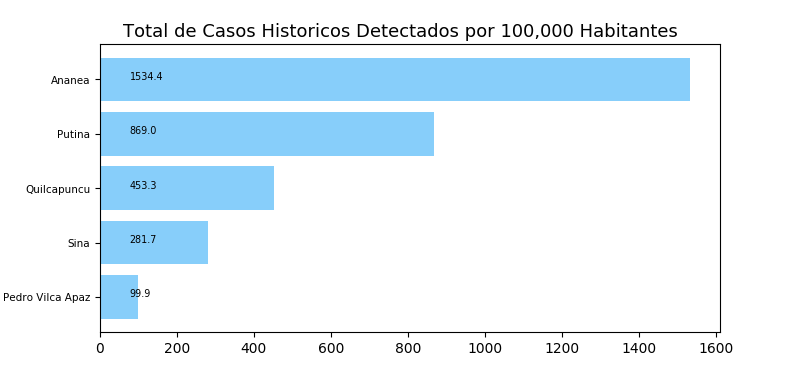 Total de Casos Historicos Detectados por 100,000 Habitantes
Ananea
1534.4
Putina
869.0
Quilcapuncu
453.3
Sina
281.7
Pedro Vilca Apaz
99.9
0 200 400 600 800 1000 1200 1400 1600